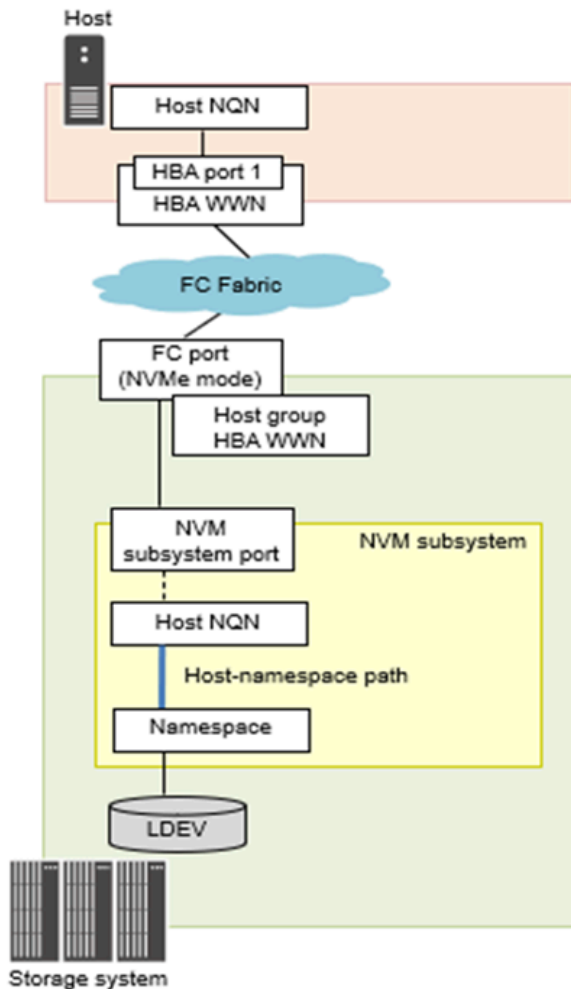 Host
Host NQN
HBA port 1
HBA WWN
FC Fabric
FC port
(NVMe mode)
Host group
HBA WWN
NVM
subsystem port
NVM subsystem
Host NQN
Host-namespace path
Namespace
LDEV
Storage system